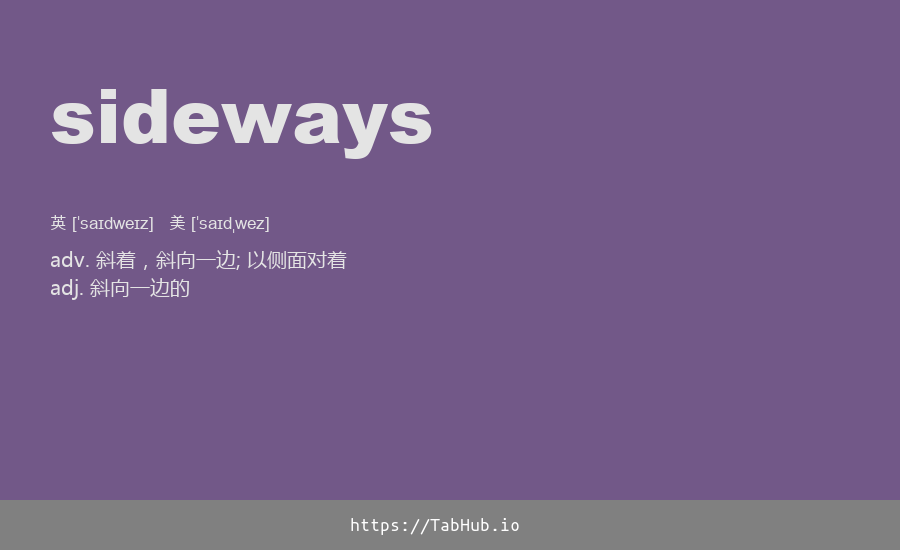 sideways
英 [ˈsaɪdweɪz] 美 [ˈsaɪdˌwez]
adv. 斜着，斜向一边; 以侧面对着
adj. 斜向一边的
https://TabHub.io